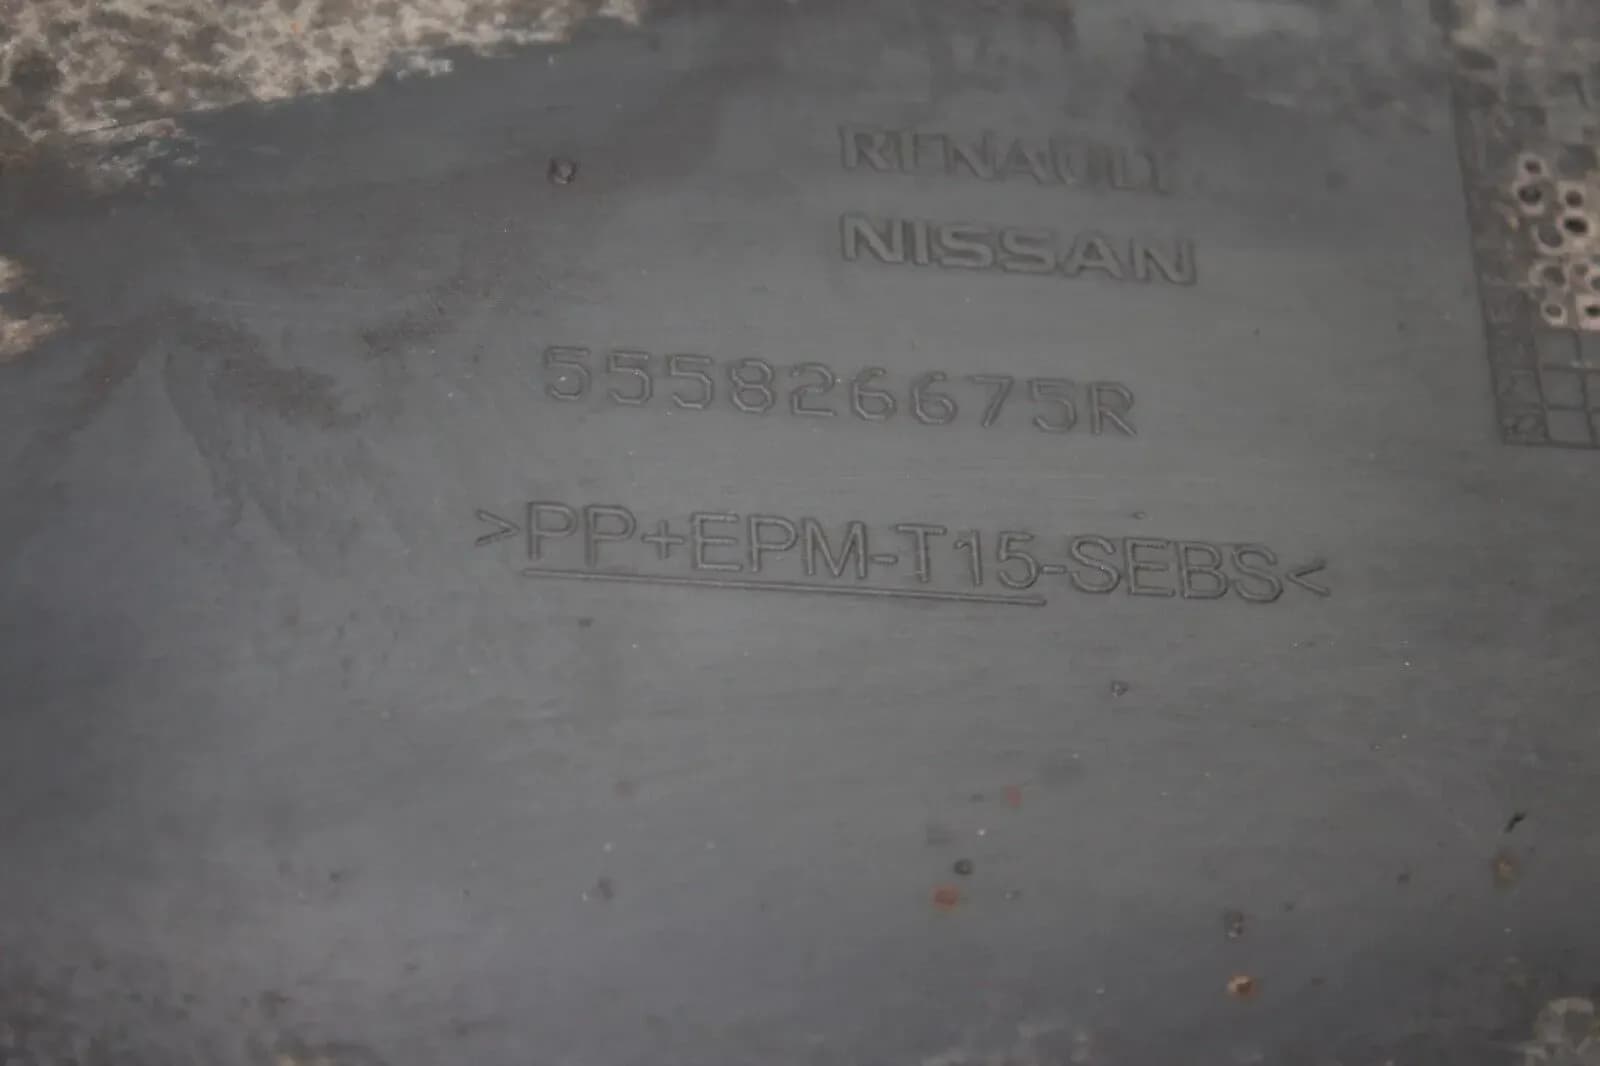 RENAULT
NISSAN
555826675R
>PP+EPM-T15-SEBS<